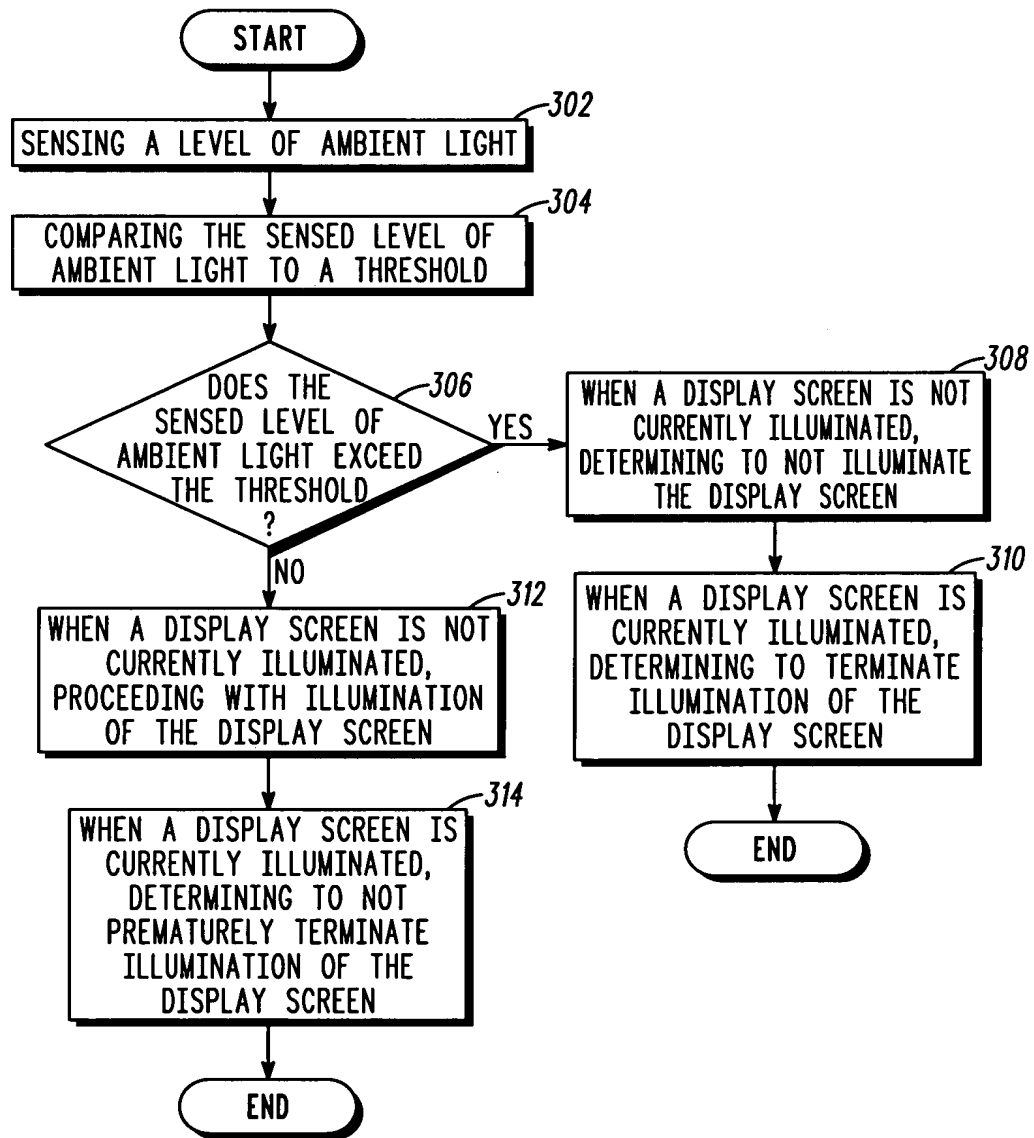 START
302
SENSING A LEVEL OF AMBIENT LIGHT
304
COMPARING THE SENSED LEVEL OF
AMBIENT LIGHT TO A THRESHOLD
306
DOES THE
SENSED LEVEL OF
AMBIENT LIGHT EXCEED
THE THRESHOLD
?
YES
308
WHEN A DISPLAY SCREEN IS NOT
CURRENTLY ILLUMINATED,
DETERMINING TO NOT ILLUMINATE
THE DISPLAY SCREEN
310
WHEN A DISPLAY SCREEN IS
CURRENTLY ILLUMINATED,
DETERMINING TO TERMINATE
ILLUMINATION OF THE
DISPLAY SCREEN
END
NO
312
WHEN A DISPLAY SCREEN IS NOT
CURRENTLY ILLUMINATED,
PROCEEDING WITH ILLUMINATION
OF THE DISPLAY SCREEN
314
WHEN A DISPLAY SCREEN IS
CURRENTLY ILLUMINATED,
DETERMINING TO NOT
PREMATURELY TERMINATE
ILLUMINATION OF THE
DISPLAY SCREEN
END